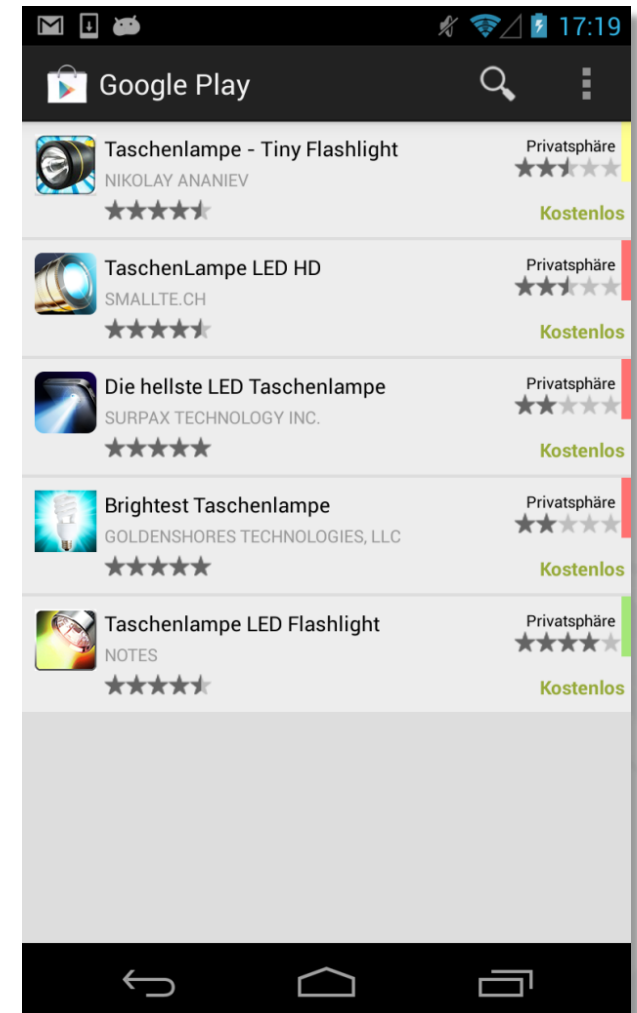 17:19
Google Play
Taschenlampe - Tiny Flashlight
Privatsphäre
NIKOLAY ANANIEV
Kostenlos
TaschenLampe LED HD
Privatsphäre
SMALLTE.CH
Kostenlos
Die hellste LED Taschenlampe
Privatsphäre
SURPAX TECHNOLOGY INC.
Kostenlos
Brightest Taschenlampe
Privatsphäre
GOLDENSHORES TECHNOLOGIES, LLC
Kostenlos
Taschenlampe LED Flashlight
Privatsphäre
NOTES
Kostenlos